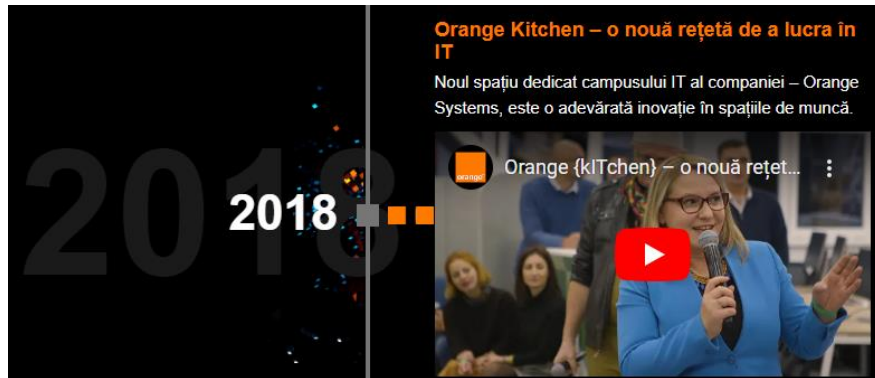 2018
2018
Orange Kitchen – o nouă rețetă de a lucra în
IT
Noul spațiu dedicat campusului IT al companiei – Orange
Systems, este o adevărată inovație în spațiile de muncă.
orange
Orange {kITchen} – o nouă rețet...